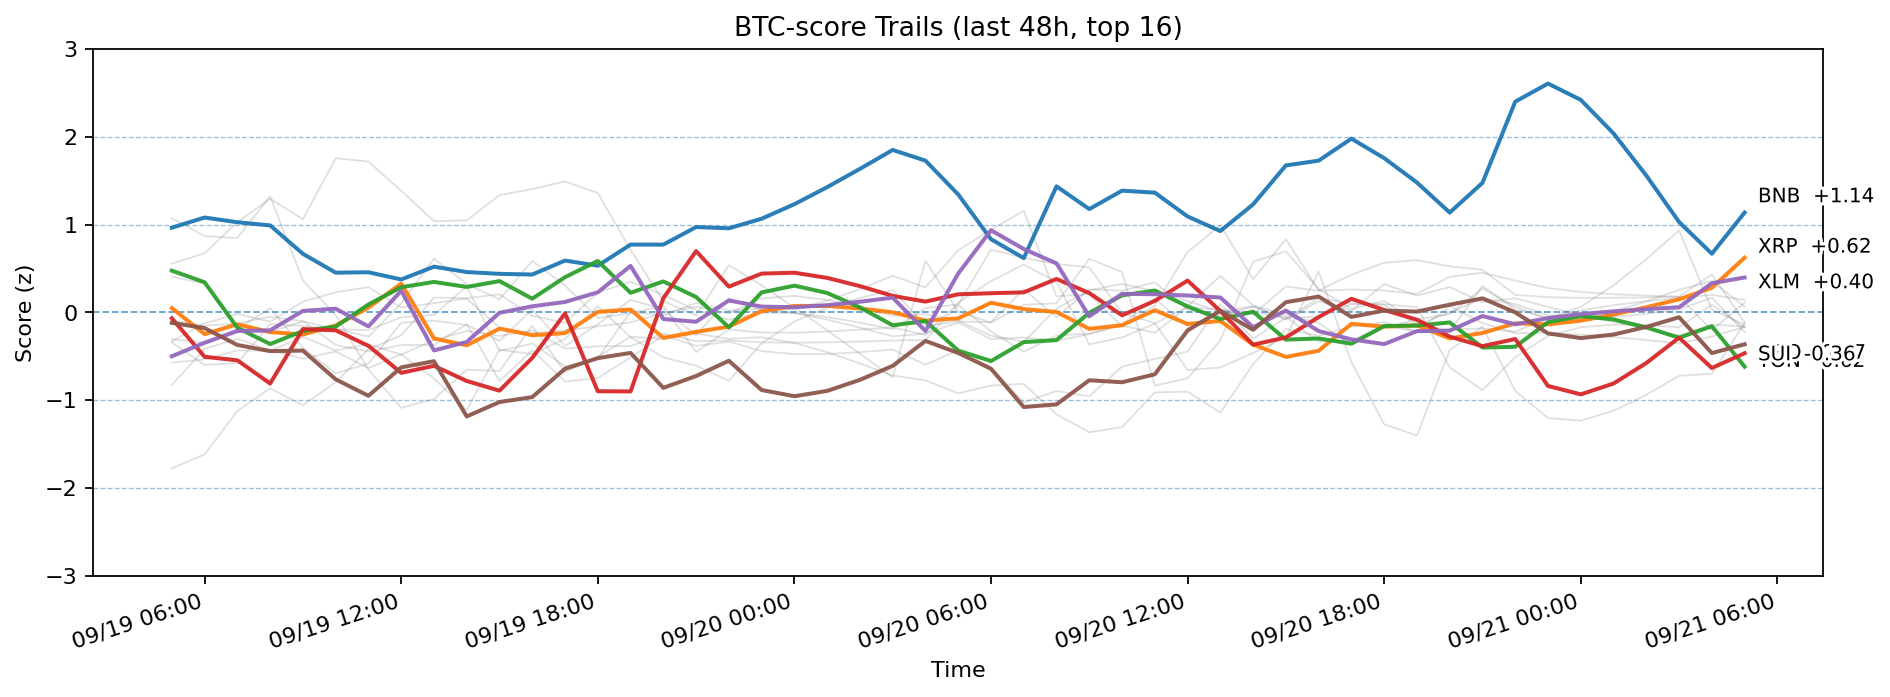 BTC-score Trails (last 48h, top 16)
3
2
1
0
−1
−2
−3
Score (z)
BNB +1.14
XRP +0.62
XLM +0.40
SUI
09/19 06:00
09/19 12:00
09/19 18:00
09/20 00:00
09/20 06:00
09/20 12:00
09/20 18:00
09/21 00:00
09/21 06:00
Time